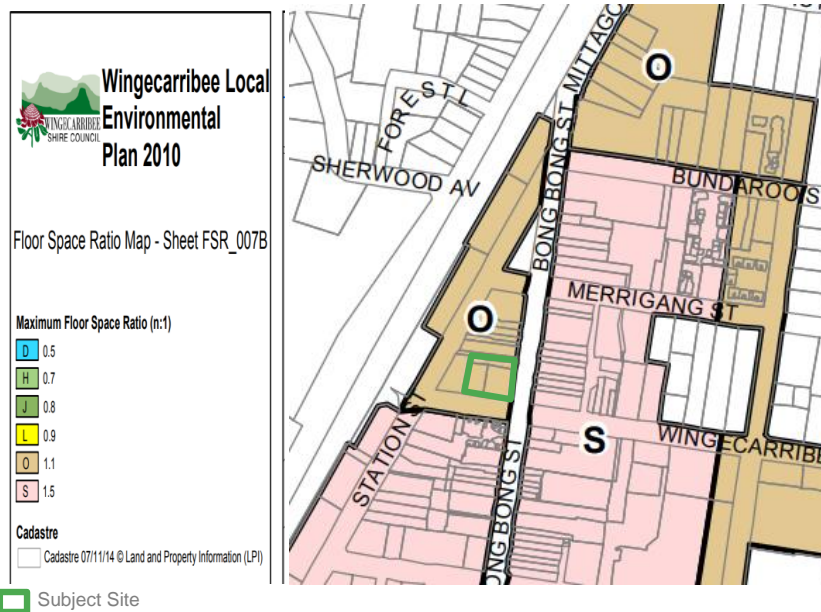 Wingecarribee Local
Environmental
Plan 2010
WINGECARRIBEE
SHIRE COUNCIL
Floor Space Ratio Map - Sheet FSR_007B
Maximum Floor Space Ratio (n:1)
D 0.5
H 0.7
J 0.8
L 0.9
O 1.1
S 1.5
Cadastre
Cadastre 07/11/14 © Land and Property Information (LPI)
Subject Site
FOREST L
SHERWOOD AV
BONG BONG ST
MITTAGO
O
BUNDAROO S
MERRIGANG ST
O
S
WINGECARRIBE
STATION ST
ONG BONG ST